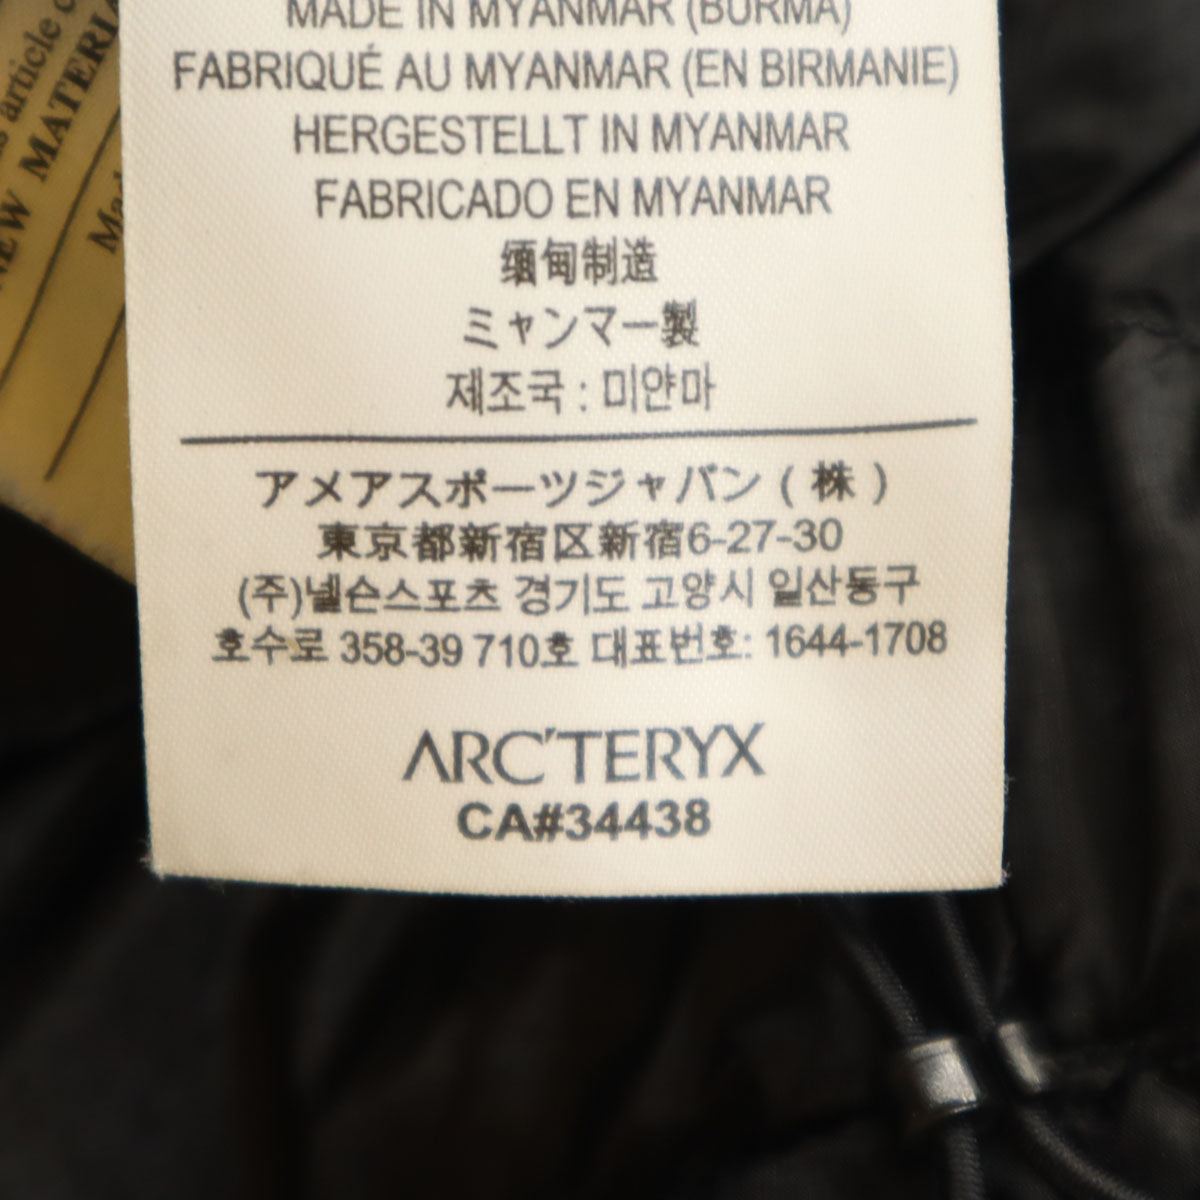 MADE IN MYANMAR (BURMA)
FABRIQUÉ AU MYANMAR (EN BIRMANIE)
HERGESTELLT IN MYANMAR
FABRICADO EN MYANMAR
缅甸制造
ミャンマー製
제조국 : 미얀마
アメアスポーツジャパン ( 株 )
東京都新宿区新宿6-27-30
(주)넬슨스포츠 경기도 고양시 일산동구
호수로 358-39 710호 대표번호: 1644-1708
ARC'TERYX
CA#34438
article
NEW MATERIA